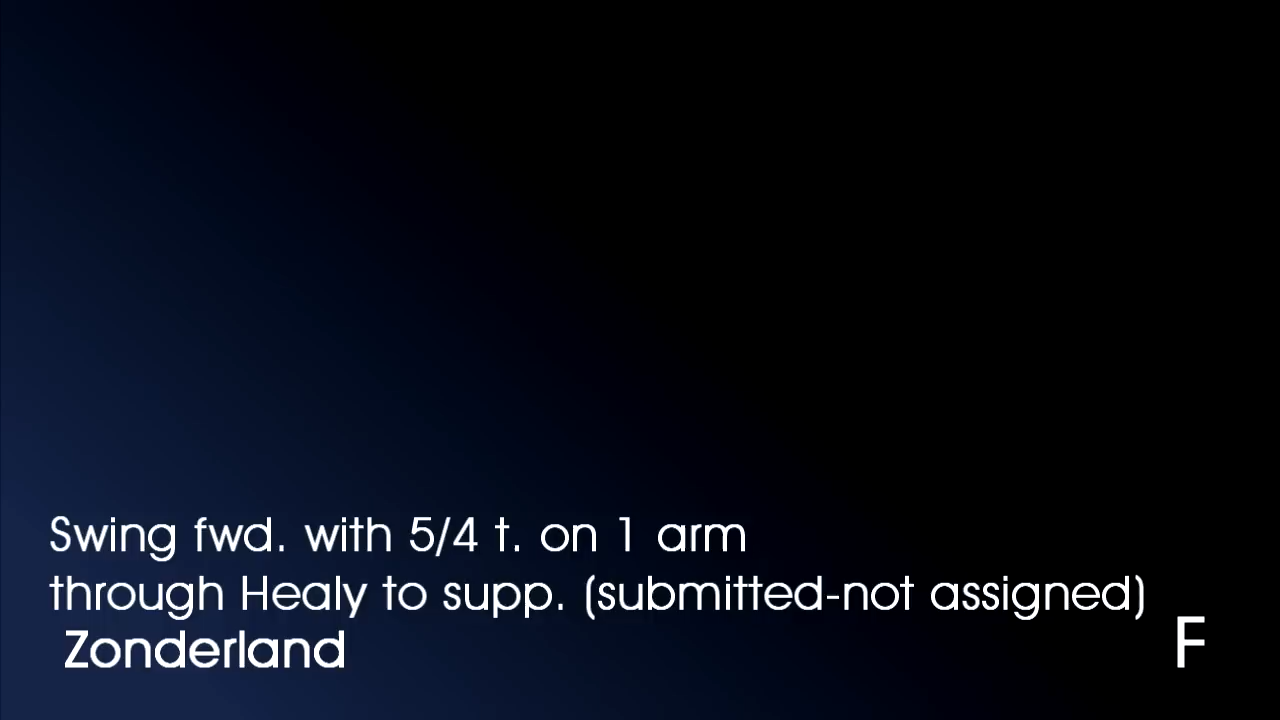 Swing fwd. with 5/4 t. on 1 arm
through Healy to supp. (submitted-not assigned)
Zonderland
F